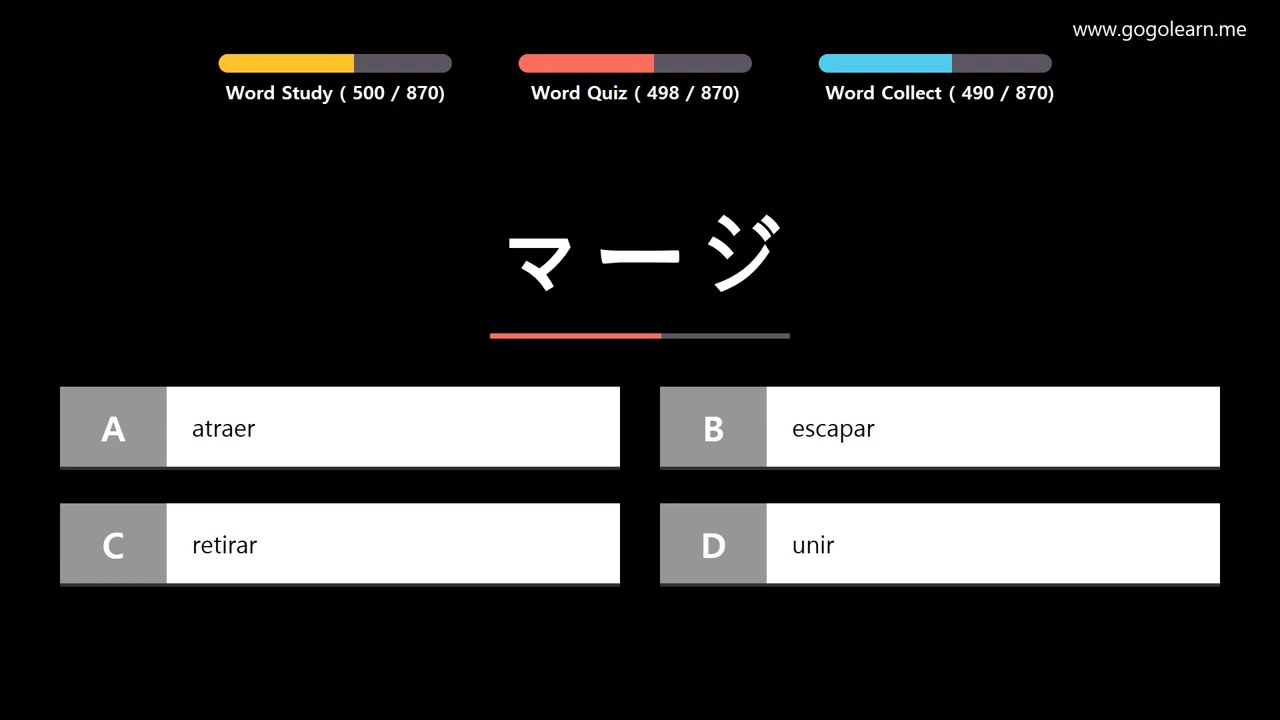 www.gogolearn.me
Word Study ( 500 / 870)
Word Quiz ( 498 / 870)
Word Collect ( 490 / 870)
マージ
A atraer
B escapar
C retirar
D unir